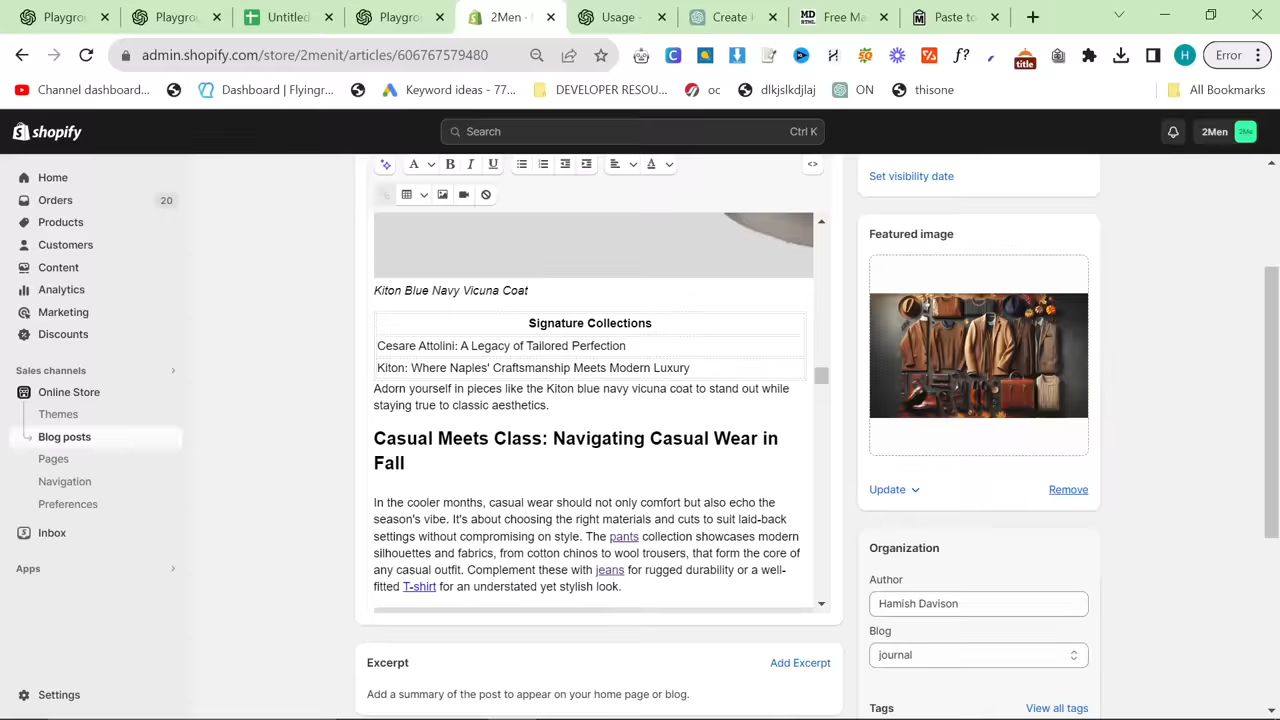 Playgro
Playgro
Untitled
Playgro
2Men -
Usage -
Create
Free Ma
Paste to
admin.shopify.com/store/2menit/articles/606767579480
H
Error
title
Channel dashboard...
Dashboard | Flyingr...
Keyword ideas - 77...
DEVELOPER RESOU...
oc
dlkjslkdjlaj
ON
thisone
All Bookmarks
shopify
Search
Ctrl K
2Men
Home
Orders
20
Products
Customers
Content
Analytics
Marketing
Discounts
Sales channels
Online Store
Themes
Blog posts
Pages
Navigation
Preferences
Inbox
Apps
Settings
A
B
I
U
A
<>
Kiton Blue Navy Vicuna Coat
Signature Collections
Cesare Attolini: A Legacy of Tailored Perfection
Kiton: Where Naples' Craftsmanship Meets Modern Luxury
Adorn yourself in pieces like the Kiton blue navy vicuna coat to stand out while
staying true to classic aesthetics.
Casual Meets Class: Navigating Casual Wear in
Fall
In the cooler months, casual wear should not only comfort but also echo the
season's vibe. It's about choosing the right materials and cuts to suit laid-back
settings without compromising on style. The pants collection showcases modern
silhouettes and fabrics, from cotton chinos to wool trousers, that form the core of
any casual outfit. Complement these with jeans for rugged durability or a well-
fitted T-shirt for an understated yet stylish look.
Excerpt
Add Excerpt
Add a summary of the post to appear on your home page or blog.
Set visibility date
Featured image
Update
Remove
Organization
Author
Hamish Davison
Blog
journal
Tags
View all tags